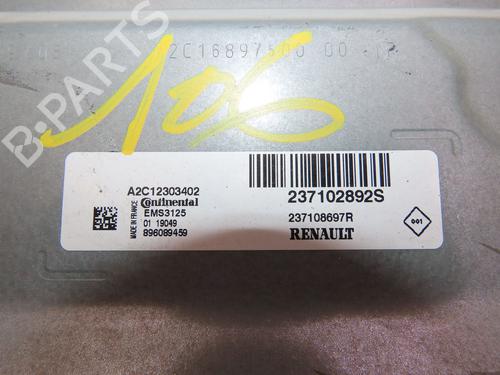 2C16897500 00
106
B-PARTS
A2C12303402
Continental
EMS3125
01 19049
896089459
MADE IN FRANCE
237102892S
237108697R
RENAULT
001